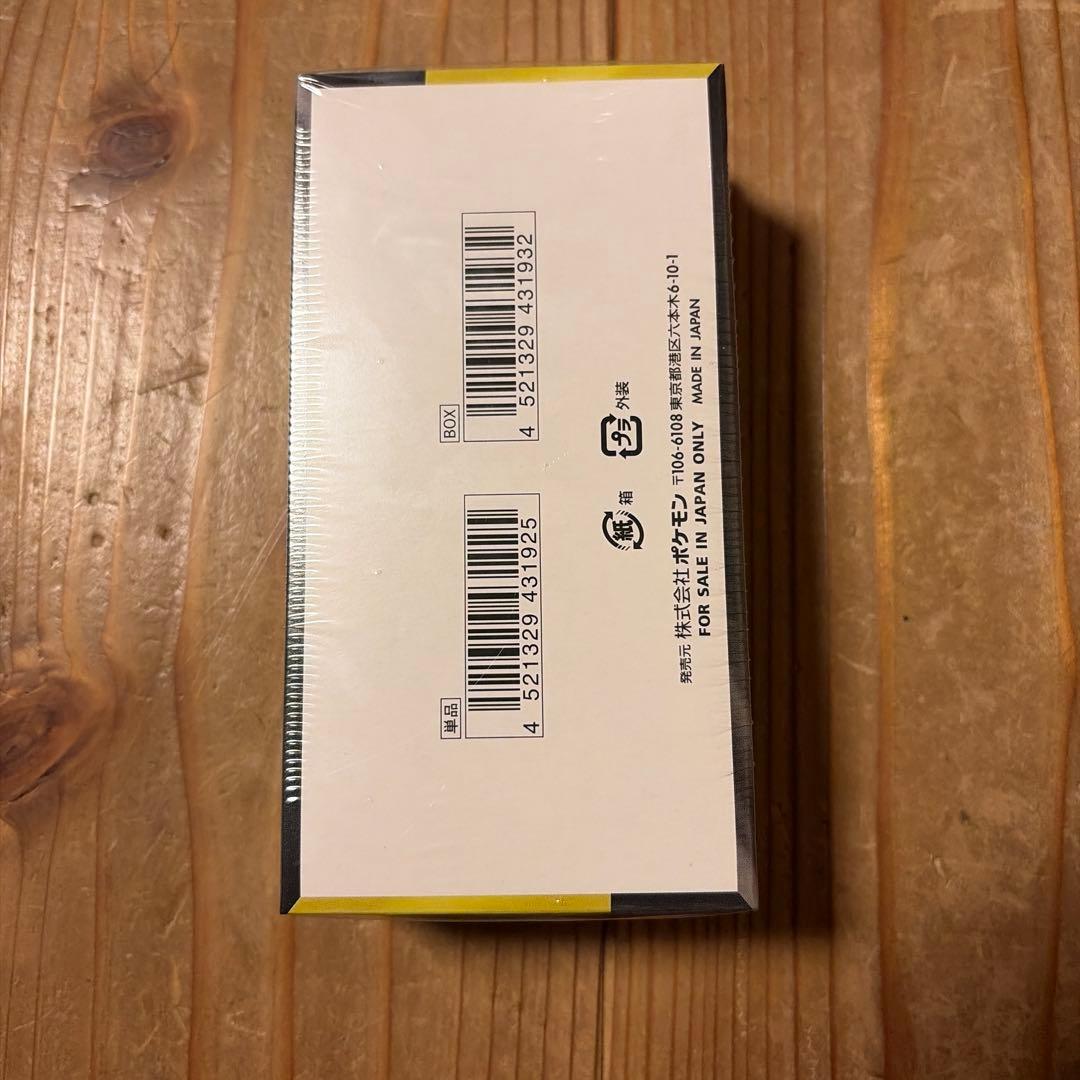 BOX
4 521329 431932
単品
4 521329 431925
プラ 外装
紙 箱
発売元 株式会社 ポケモン 〒106-6108 東京都港区六本木6-10-1
FOR SALE IN JAPAN ONLY MADE IN JAPAN